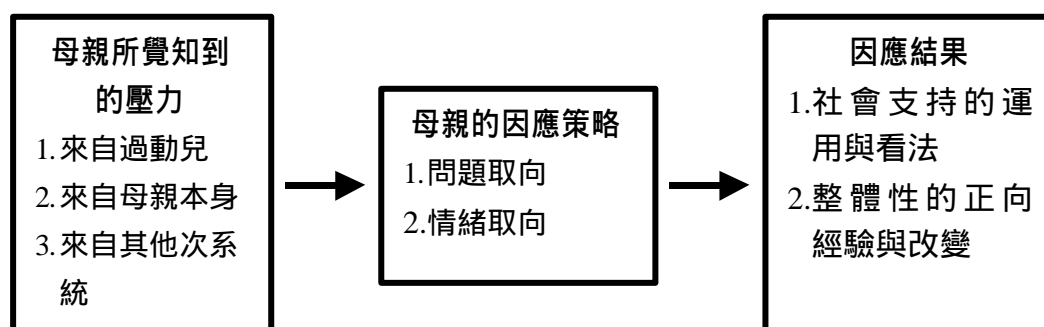 母親所覺知到
的壓力
1.來自過動兒
2.來自母親本身
3.來自其他次系
統
母親的因應策略
1.問題取向
2.情緒取向
因應結果
1.社會支持的運
用與看法
2.整體性的正向
經驗與改變